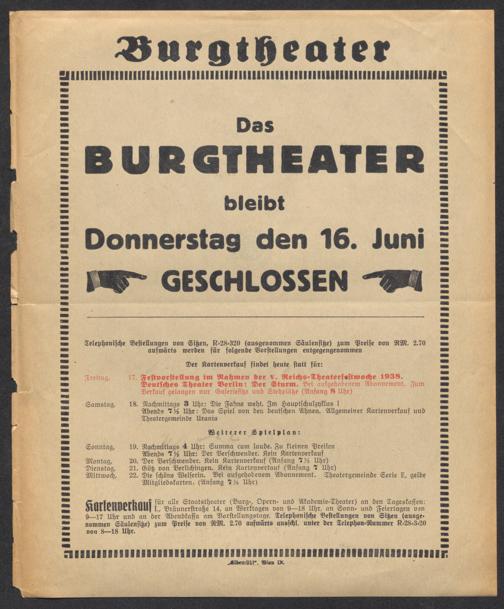 Burgtheater
Das
BURGTHEATER
bleibt
Donnerstag den 16. Juni
GESCHLOSSEN
Telephonische Bestellungen von Sitzen, R-28-320 (ausgenommen Säulensitze) zum Preise von RM. 2.70
aufwärts werden für folgende Vorstellungen entgegengenommen
Der Kartenverkauf findet heute statt für:
Freitag, 17. Festvorstellung im Rahmen der V. Reichs-Theaterfestwoche 1938.
Deutsches Theater Berlin: Der Sturm. Bei aufgehobenem Abonnement. Zum
Verkauf gelangen nur Galeriesitze und Stehplätze (Anfang 8 Uhr)
Samstag, 18. Nachmittags 3 Uhr: Die Fahne weht. Im Hauptschulzyklus I
Abends 7½ Uhr: Das Spiel von den deutschen Ahnen. Allgemeiner Kartenverkauf und
Theatergemeinde Urania
Weiterer Spielplan:
Sonntag, 19. Nachmittags 4 Uhr: Summa cum laude. Zu kleinen Preisen
Abends 7½ Uhr: Der Verschwender. Kein Kartenverkauf
Montag, 20. Der Verschwender. Kein Kartenverkauf (Anfang 7½ Uhr)
Dienstag, 21. Götz von Berlichingen. Kein Kartenverkauf (Anfang 7 Uhr)
Mittwoch, 22. Die schöne Welserin. Bei aufgehobenem Abonnement. Theatergemeinde Serie E, gelbe
Mitgliedskarten. (Anfang 7½ Uhr)
Kartenverkauf für alle Staatstheater (Burg-, Opern- und Akademie-Theater) an den Tageskassen:
I., Bräunerstraße 14, an Werktagen von 9—18 Uhr, an Sonn- und Feiertagen von
9—17 Uhr und an der Abendkassa am Vorstellungstage. Telephonische Bestellungen von Sitzen (ausge-
nommen Säulensitze) zum Preise von RM. 2.70 aufwärts ausschl. unter der Telephon-Nummer R-28-3-20
von 8—18 Uhr.
„Elbemühl“, Wien IX.